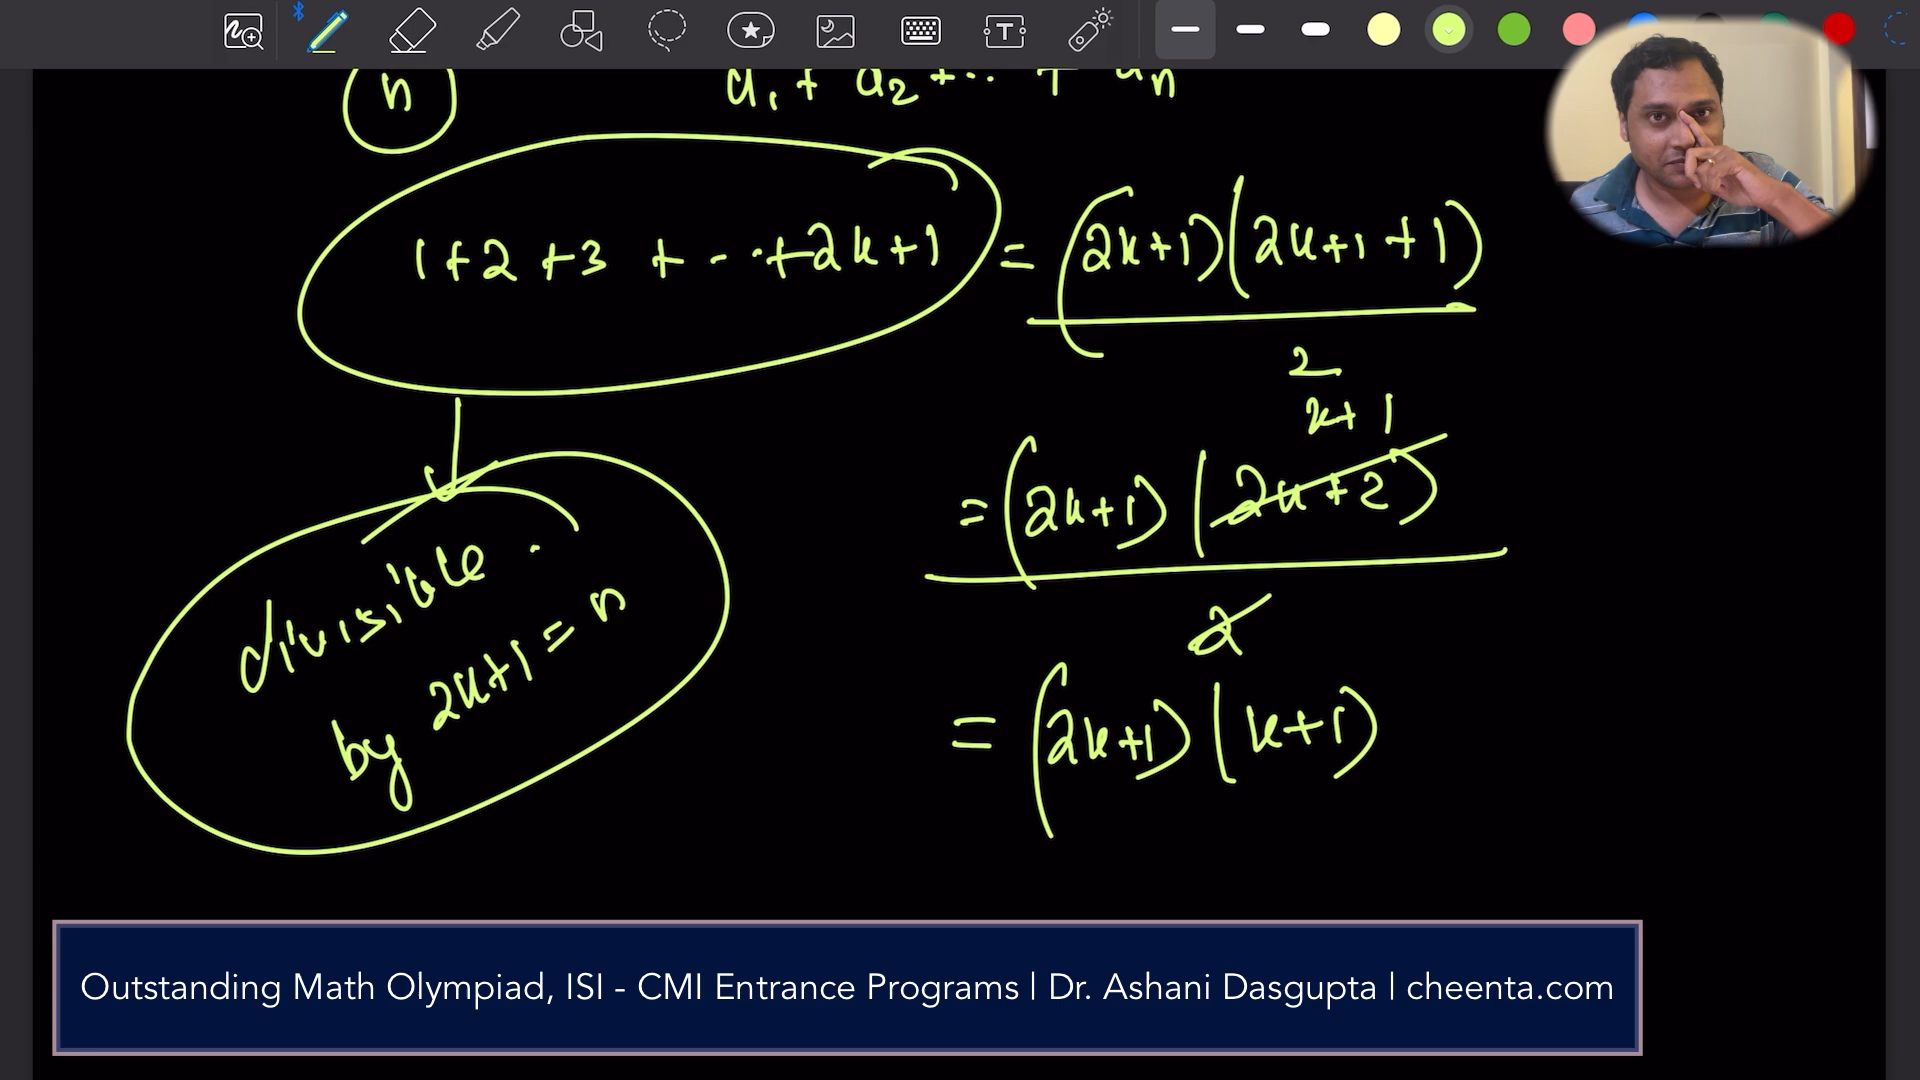 n
a₁ + a₂ + .. + aₙ
1 + 2 + 3 + - .. + 2k+1 = (2k+1)(2k+1+1)
2
k+1
= (2k+1)(2k+2)
2
= (2k+1)(k+1)
divisible .
by 2k+1 = n
T
Outstanding Math Olympiad, ISI - CMI Entrance Programs | Dr. Ashani Dasgupta | cheenta.com